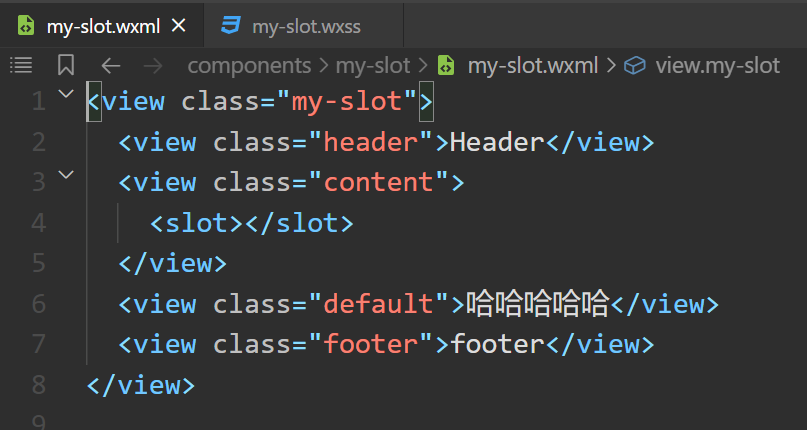 my-slot.wxml × my-slot.wxss
components > my-slot > my-slot.wxml > view.my-slot
1 <view class="my-slot">
2 <view class="header">Header</view>
3 <view class="content">
4 <slot></slot>
5 </view>
6 <view class="default">哈哈哈哈哈</view>
7 <view class="footer">footer</view>
8 </view>
9